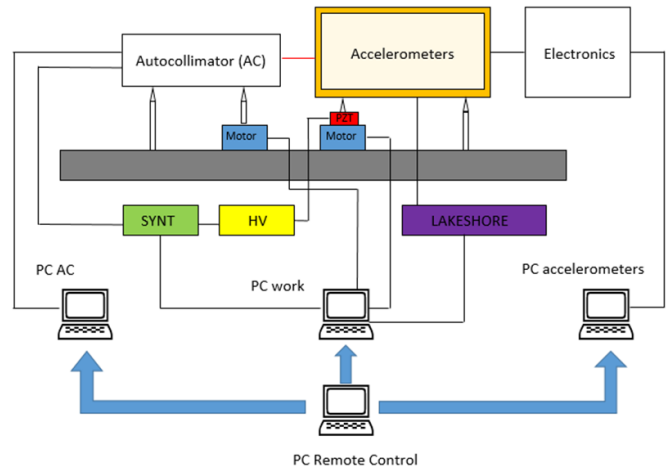 Autocollimator (AC)
Accelerometers
Electronics
Motor
PZT
Motor
SYNT
HV
LAKESHORE
PC AC
PC work
PC accelerometers
PC Remote Control